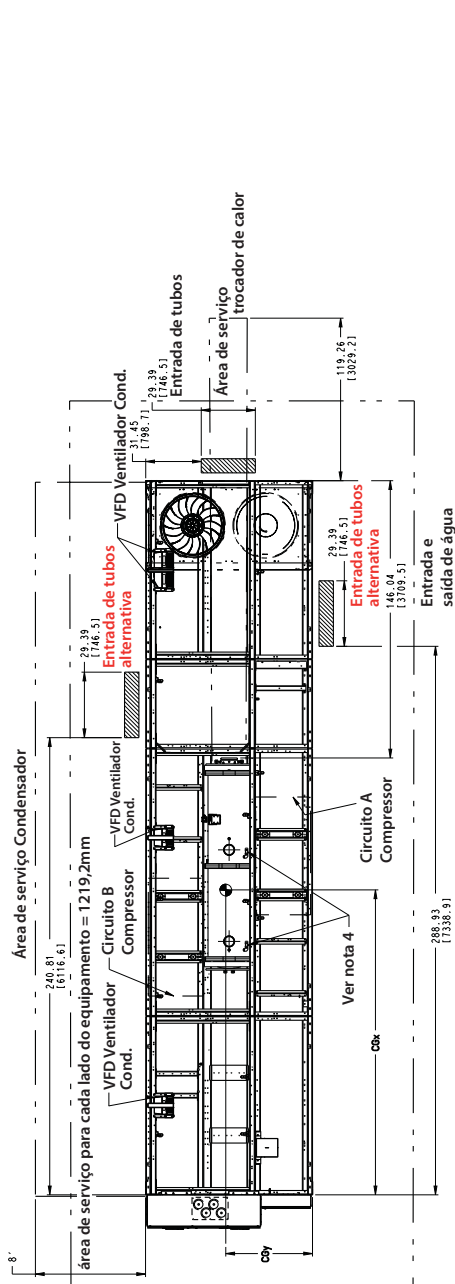 8'
Área de serviço Condensador
240.81
[6116.6]
área de serviço para cada lado do equipamento = 1219,2mm
VFD Ventilador
Cond.
Circuito B
Compressor
VFD Ventilador
Cond.
Entrada de tubos
alternativa
29.39
[746.5]
VFD Ventilador Cond.
31.45
[798.7]
29.39
[746.5]
Entrada de tubos
Área de serviço
trocador de calor
119.26
[3029.2]
29.39
[746.5]
Entrada de tubos
alternativa
146.04
[3709.5]
Entrada e
saída de água
Circuito A
Compressor
Ver nota 4
288.93
[7338.9]
CGx
CGy